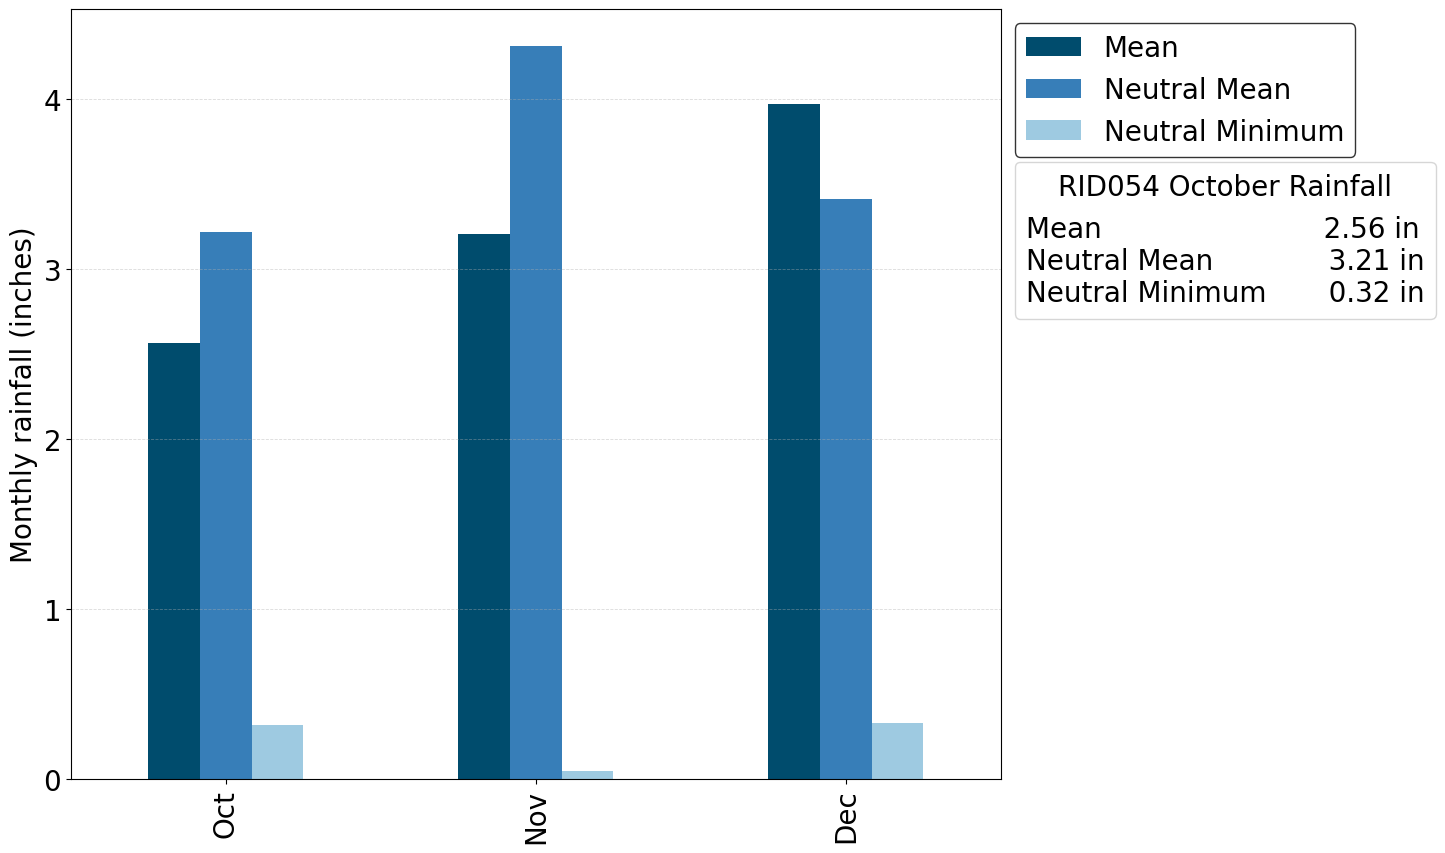 Monthly rainfall (inches)
4
3
2
1
0
Oct
Nov
Dec
Mean
Neutral Mean
Neutral Minimum
RID054 October Rainfall
Mean 2.56 in
Neutral Mean 3.21 in
Neutral Minimum 0.32 in